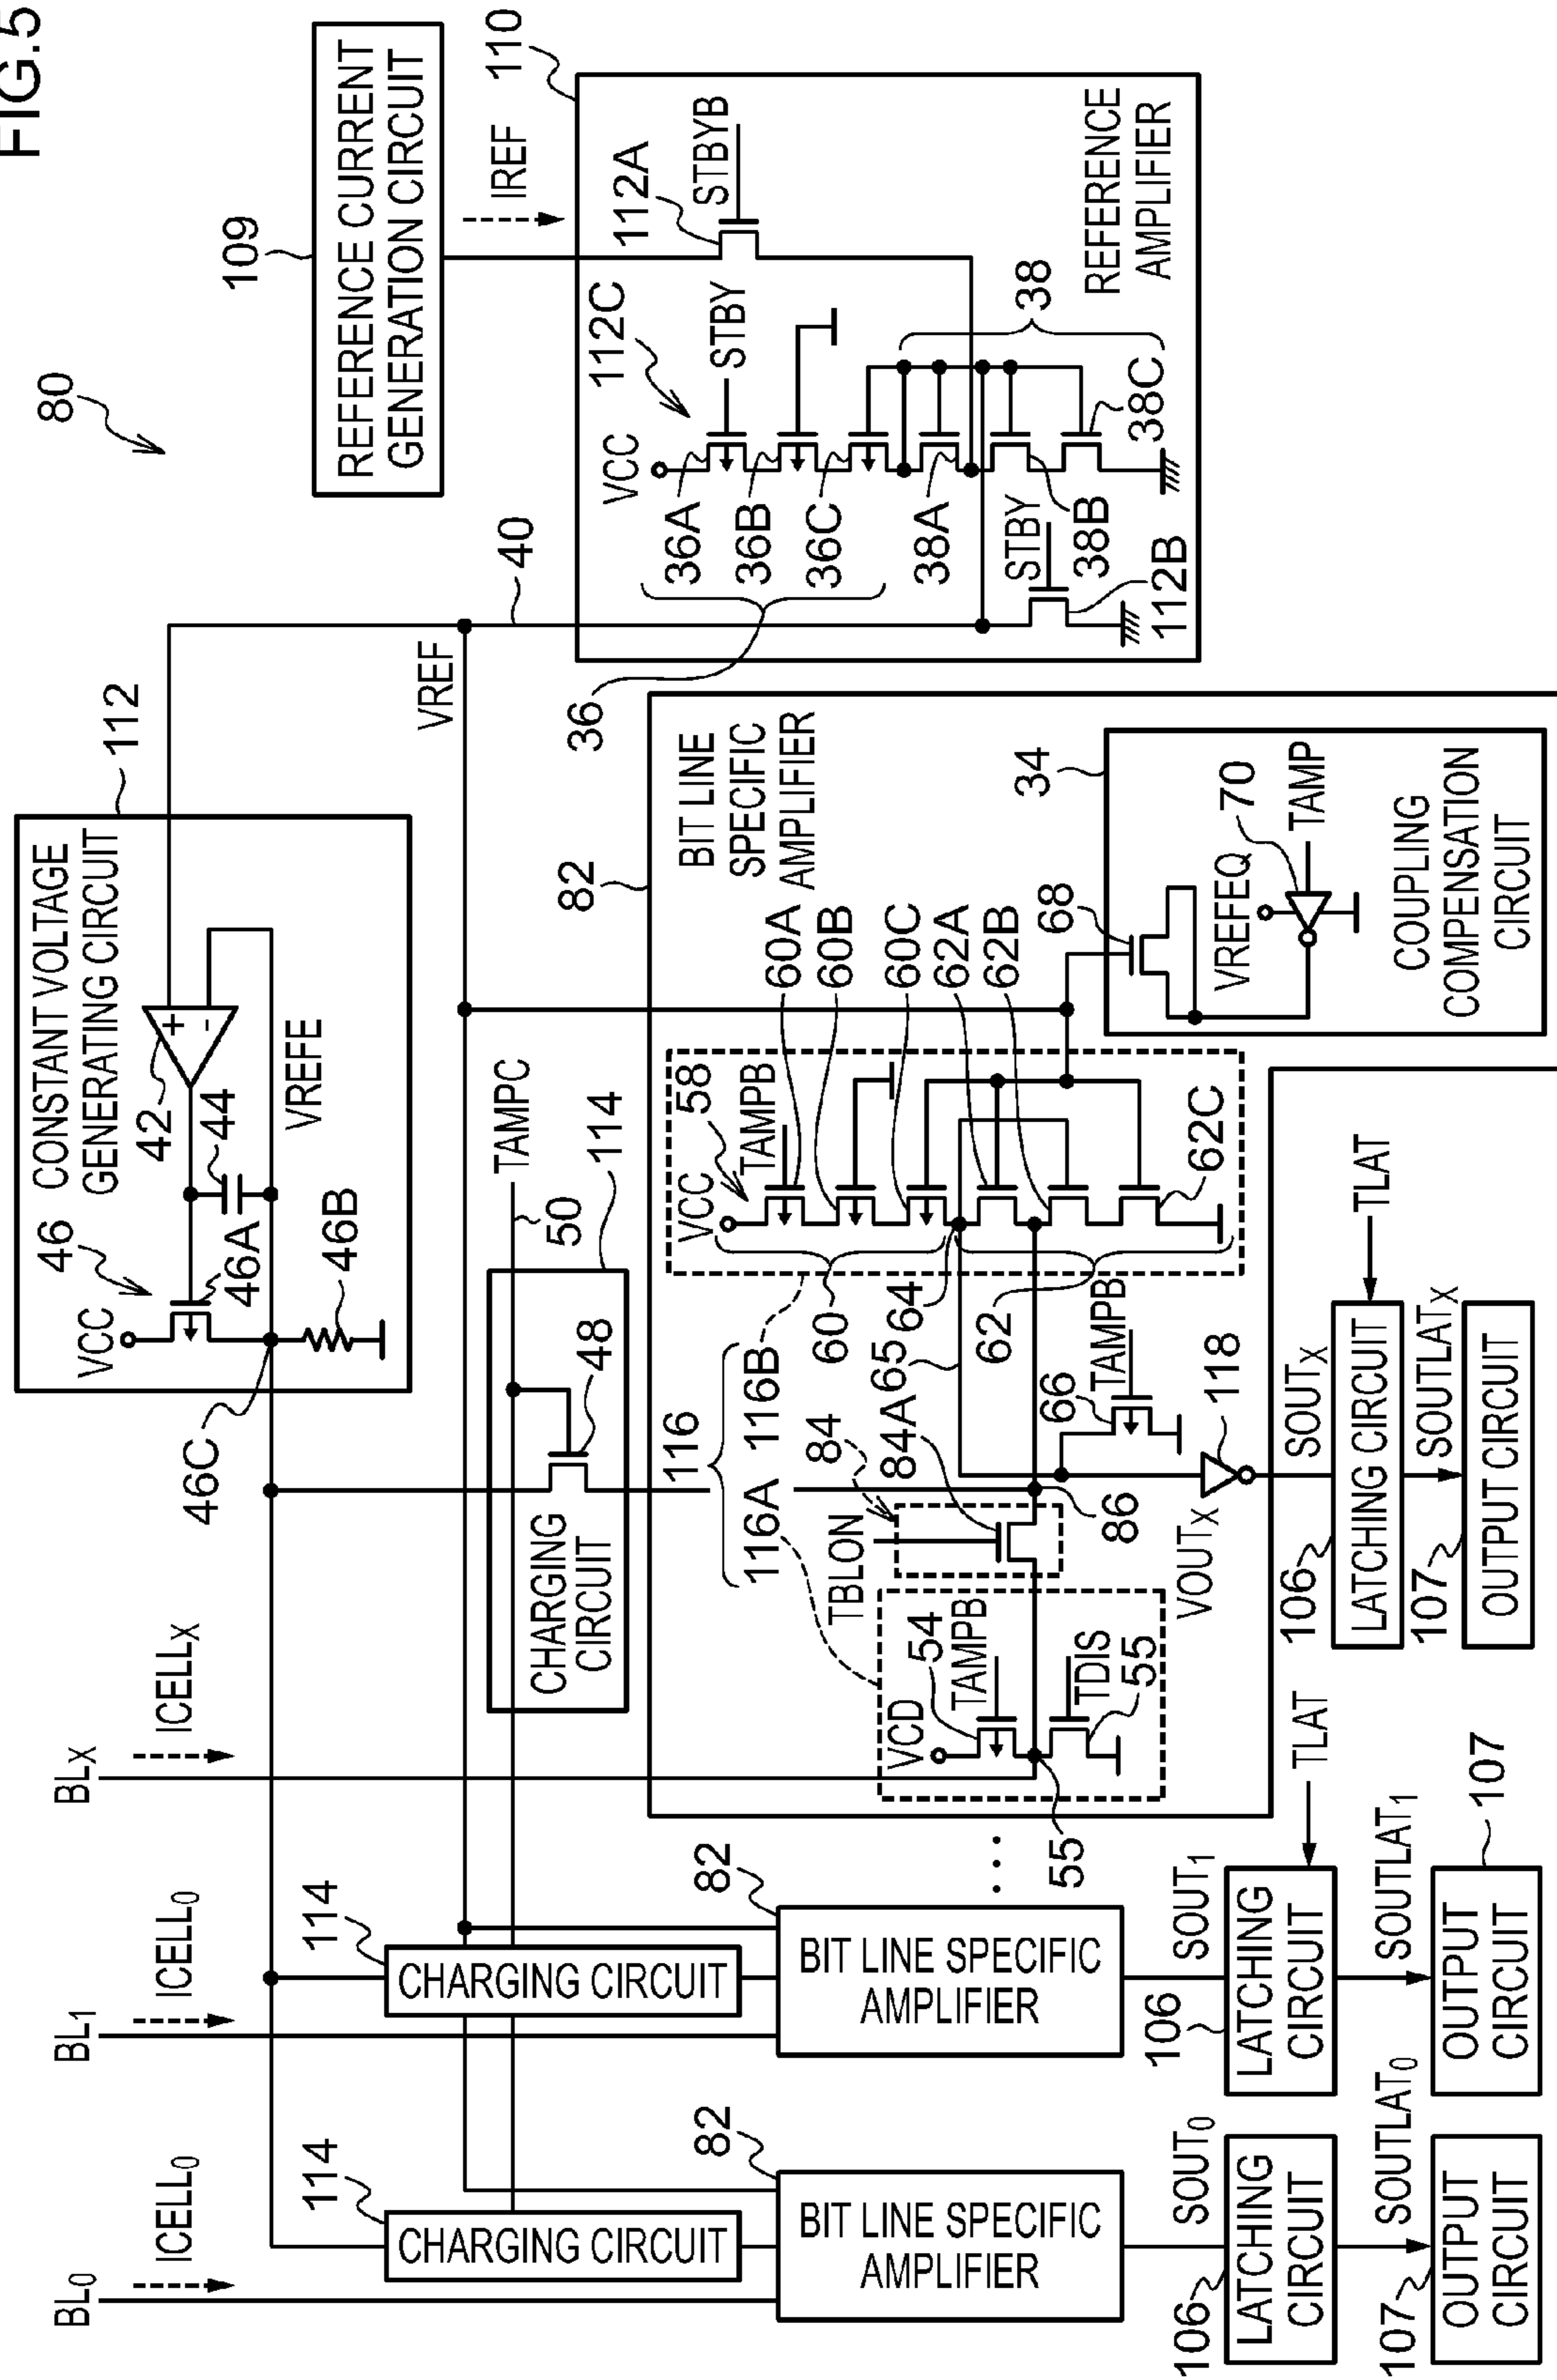 FIG.5
80
109
REFERENCE CURRENT
GENERATION CIRCUIT
IREF
110
112
CONSTANT VOLTAGE
GENERATING CIRCUIT
VCC
46
46A
44
42
+
-
VREFE
46B
46C
VREF
40
36
112C
112A
STBYB
VCC
STBY
36A
36B
36C
38A
38
STBY
38B
38C
112B
REFERENCE
AMPLIFIER
BLX
ICELLX
TAMPC
50
114
48
CHARGING
CIRCUIT
82
BIT LINE
SPECIFIC
AMPLIFIER
116
116A
116B
58
VCC
TAMPB
60A
60B
60C
62A
62B
62C
60
64
62
65
84
84A
TBLON
86
VCD
54
TAMPB
TDIS
55
55
66
TAMPB
118
VOUTX
34
68
VREFEQ
70
TAMP
COUPLING
COMPENSATION
CIRCUIT
SOUTX
TLAT
106
LATCHING CIRCUIT
SOUTLATX
107
OUTPUT CIRCUIT
BL0
ICELL0
BL1
ICELL0
114
CHARGING CIRCUIT
114
CHARGING CIRCUIT
82
BIT LINE SPECIFIC
AMPLIFIER
82
BIT LINE SPECIFIC
AMPLIFIER
...
SOUT0
106
LATCHING
CIRCUIT
SOUTLAT0
107
OUTPUT
CIRCUIT
SOUT1
106
LATCHING
CIRCUIT
TLAT
SOUTLAT1
107
OUTPUT
CIRCUIT